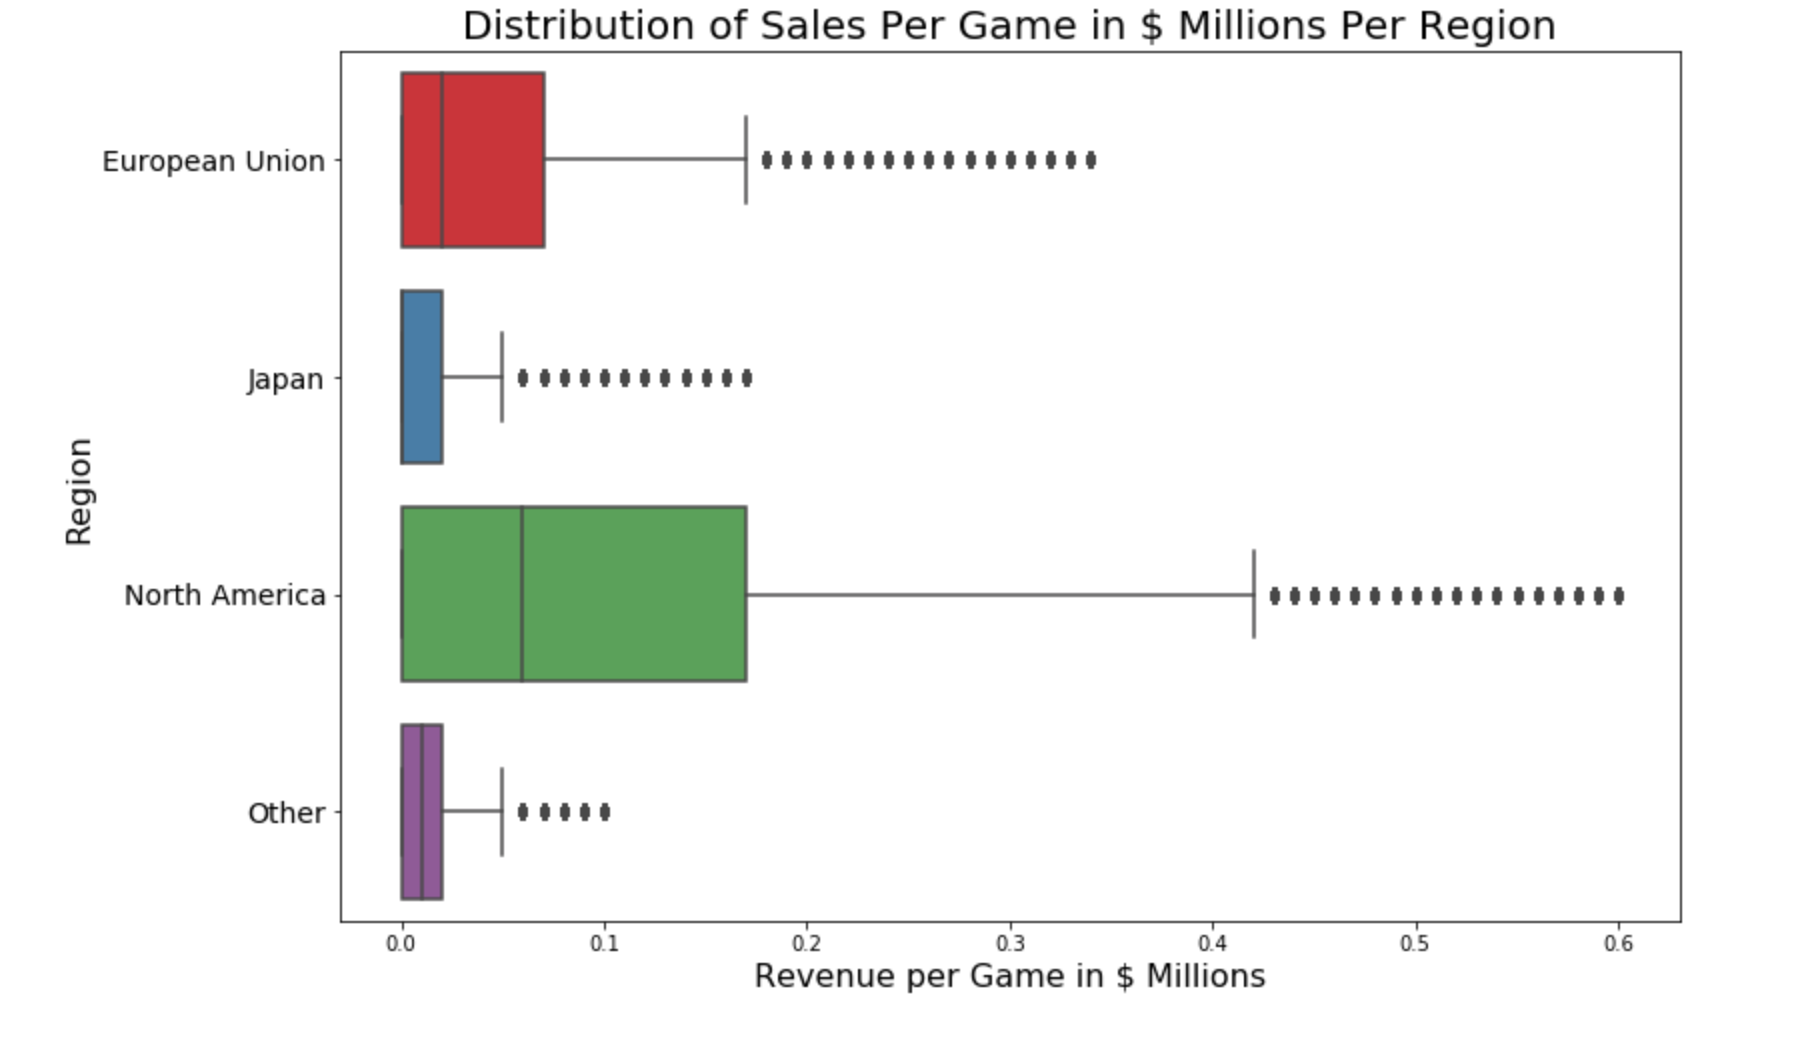 Distribution of Sales Per Game in $ Millions Per Region
European Union
Japan
North America
Other
Region
0.0 0.1 0.2 0.3 0.4 0.5 0.6
Revenue per Game in $ Millions